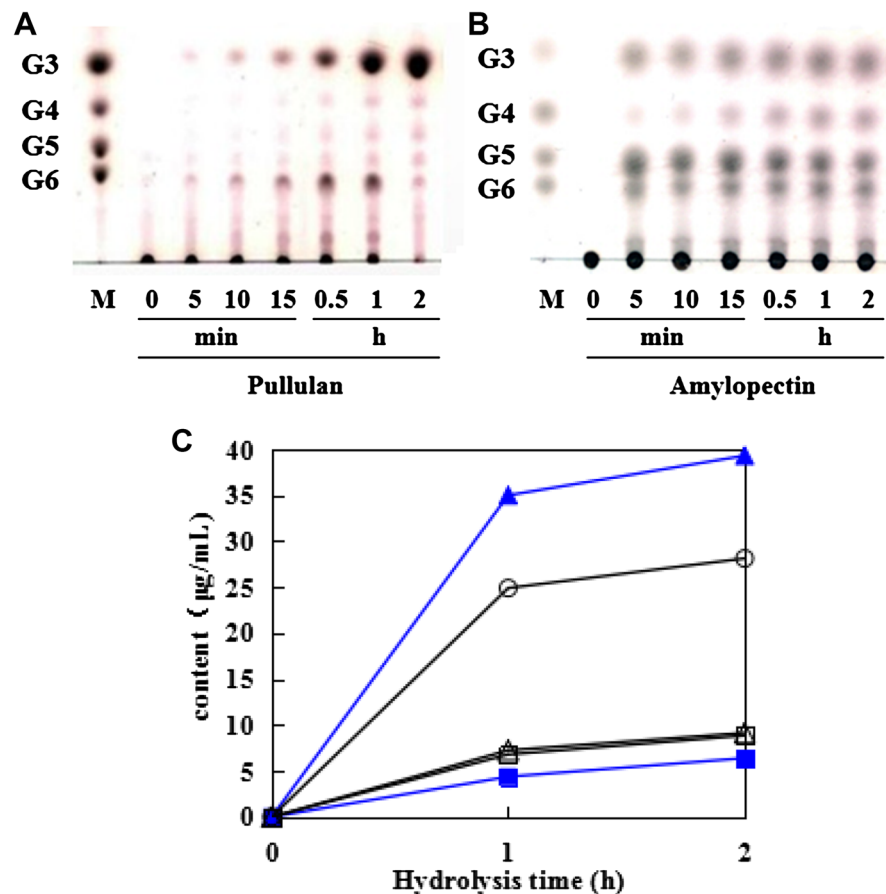 A
G3
G4
G5
G6
M 0 5 10 15 0.5 1 2
min h
Pullulan
B
G3
G4
G5
G6
M 0 5 10 15 0.5 1 2
min h
Amylopectin
C
40
35
30
25
20
15
10
5
0
content ( μg/mL)
0 1 2
Hydrolysis time (h)